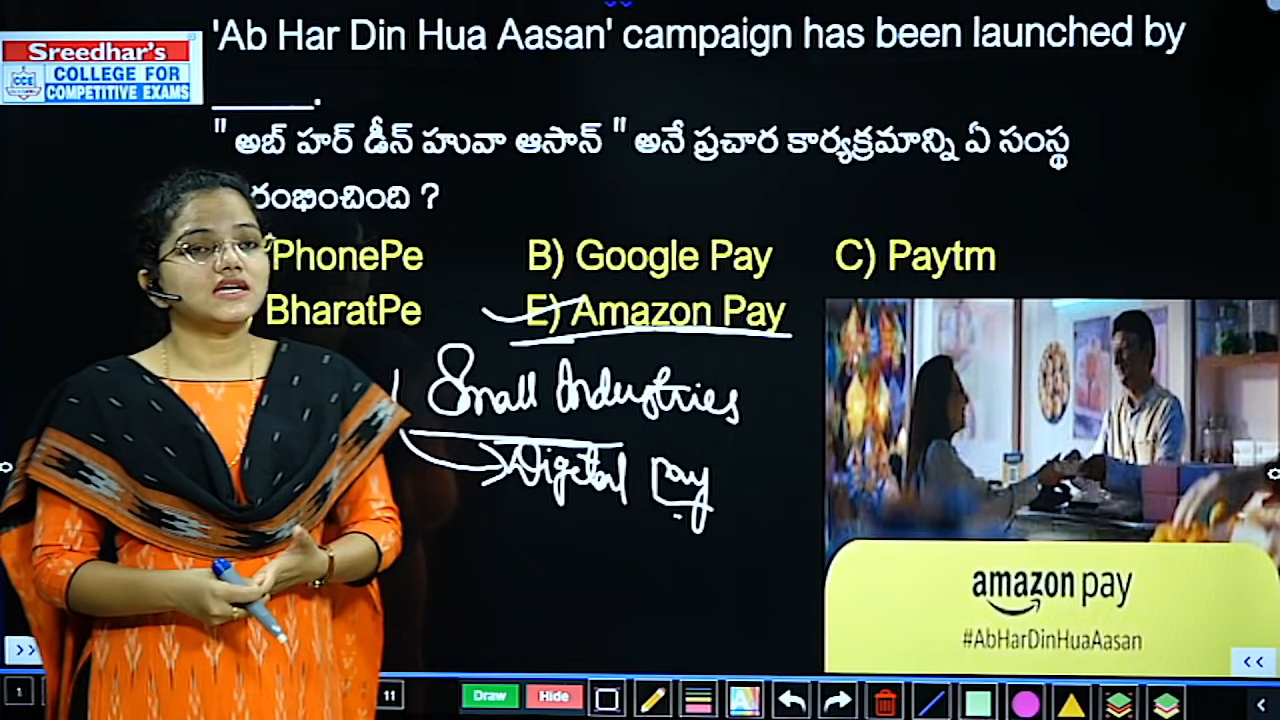 'Ab Har Din Hua Aasan' campaign has been launched by
Sreedhar's
CCE
COLLEGE FOR
COMPETITIVE EXAMS
______.
" అబ్ హర్ డీన్ హువా ఆసాన్ " అనే ప్రచార కార్యక్రమాన్ని ఏ సంస్థ
రంభించింది ?
PhonePe B) Google Pay C) Paytm
BharatPe E) Amazon Pay
Small Industries
Digital Pay
amazon pay
#AbHarDinHuaAasan
>> <<
1 11 Draw Hide